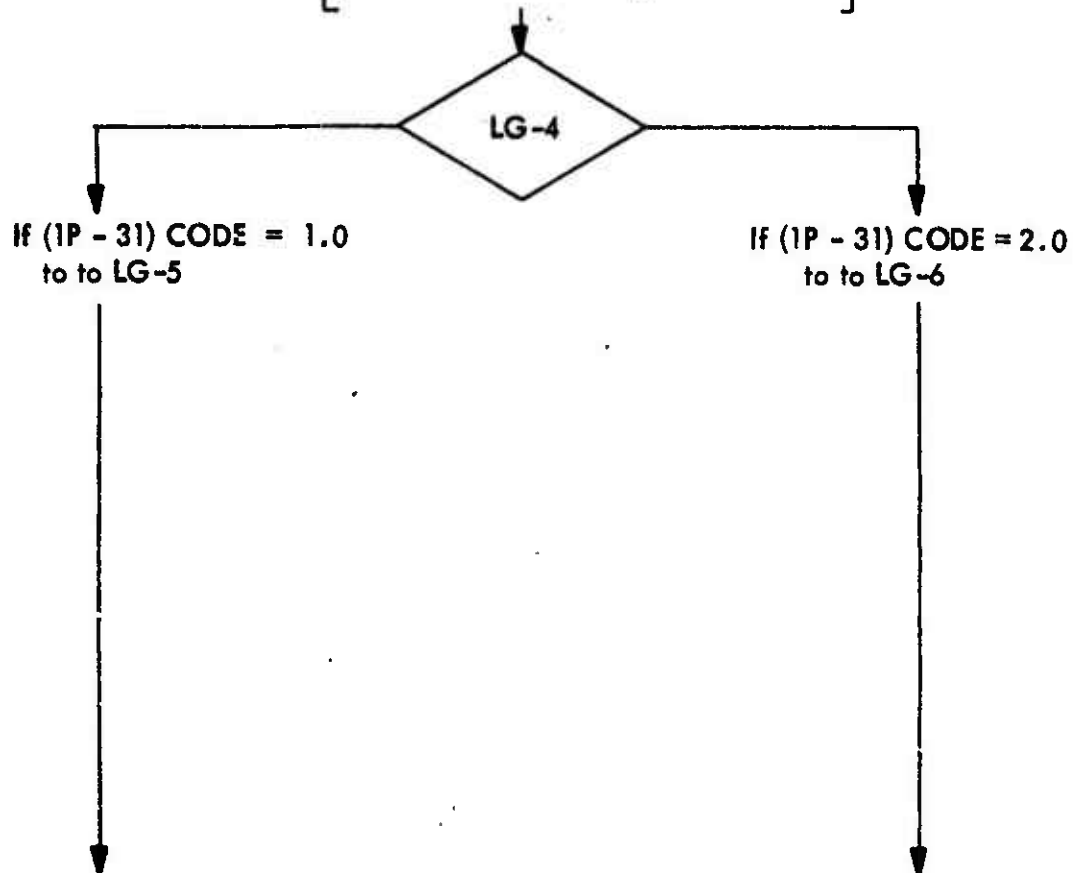 LG-4
If (1P - 31) CODE = 1.0
to to LG-5
If (1P - 31) CODE = 2.0
to to LG-6